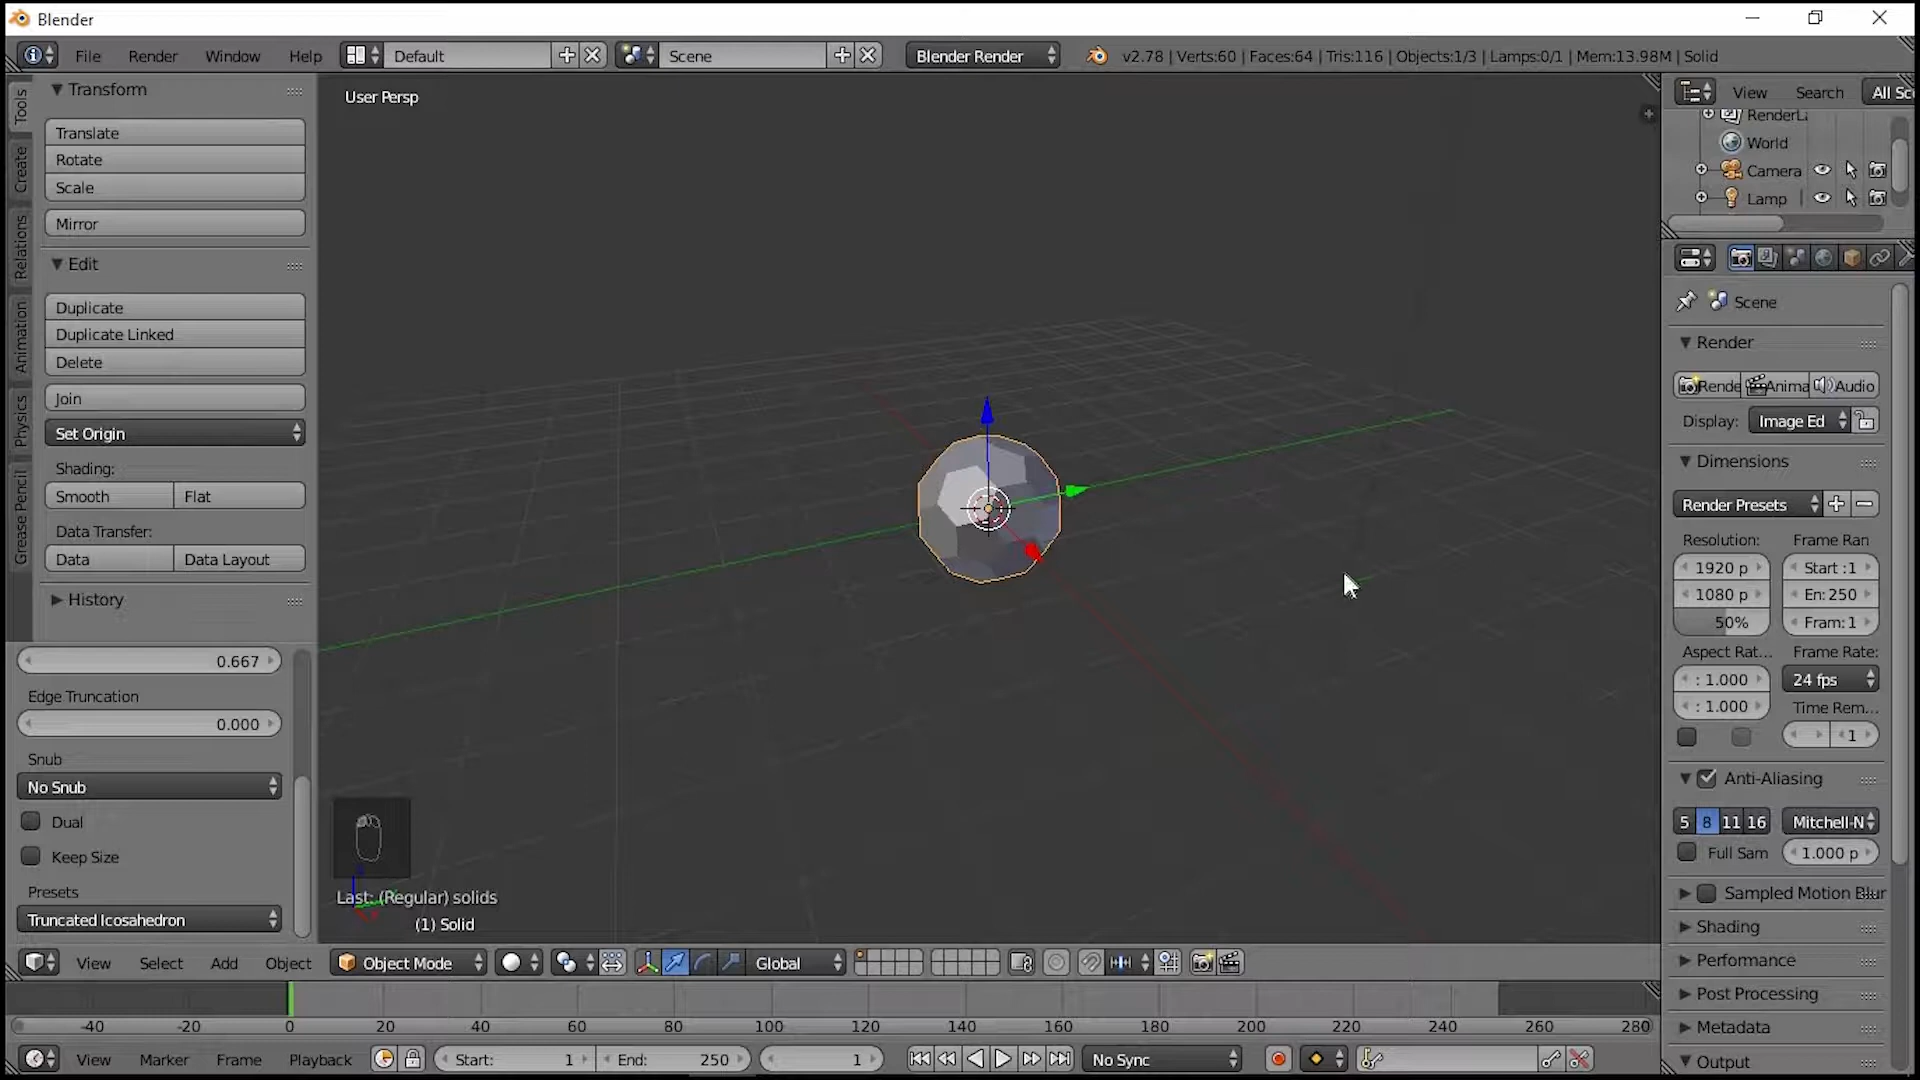 Blender
File Render Window Help Default Scene Blender Render v2.78 | Verts:60 | Faces:64 | Tris:116 | Objects:1/3 | Lamps:0/1 | Mem:13.98M | Solid
Tools
Create
Relations
Animation
Physics
Grease Pencil
Transform
Translate
Rotate
Scale
Mirror
Edit
Duplicate
Duplicate Linked
Delete
Join
Set Origin
Shading:
Smooth Flat
Data Transfer:
Data Data Layout
History
0.667
Edge Truncation
0.000
Snub
No Snub
Dual
Keep Size
Presets
Truncated Icosahedron
User Persp
Last: (Regular) solids
(1) Solid
View Search All Sc
RenderLa
World
Camera
Lamp
Scene
Render
Rende Anima Audio
Display: Image Ed
Dimensions
Render Presets
Resolution: Frame Ran
1920 p Start :1
1080 p En: 250
50% Fram: 1
Aspect Rat... Frame Rate:
: 1.000 24 fps
: 1.000 Time Rem...
1
Anti-Aliasing
5 8 11 16 Mitchell-N
Full Sam 1.000 p
Sampled Motion Blur
Shading
Performance
Post Processing
Metadata
Output
View Select Add Object Object Mode Global
-40 -20 0 20 40 60 80 100 120 140 160 180 200 220 240 260 280
View Marker Frame Playback Start: 1 End: 250 1 No Sync